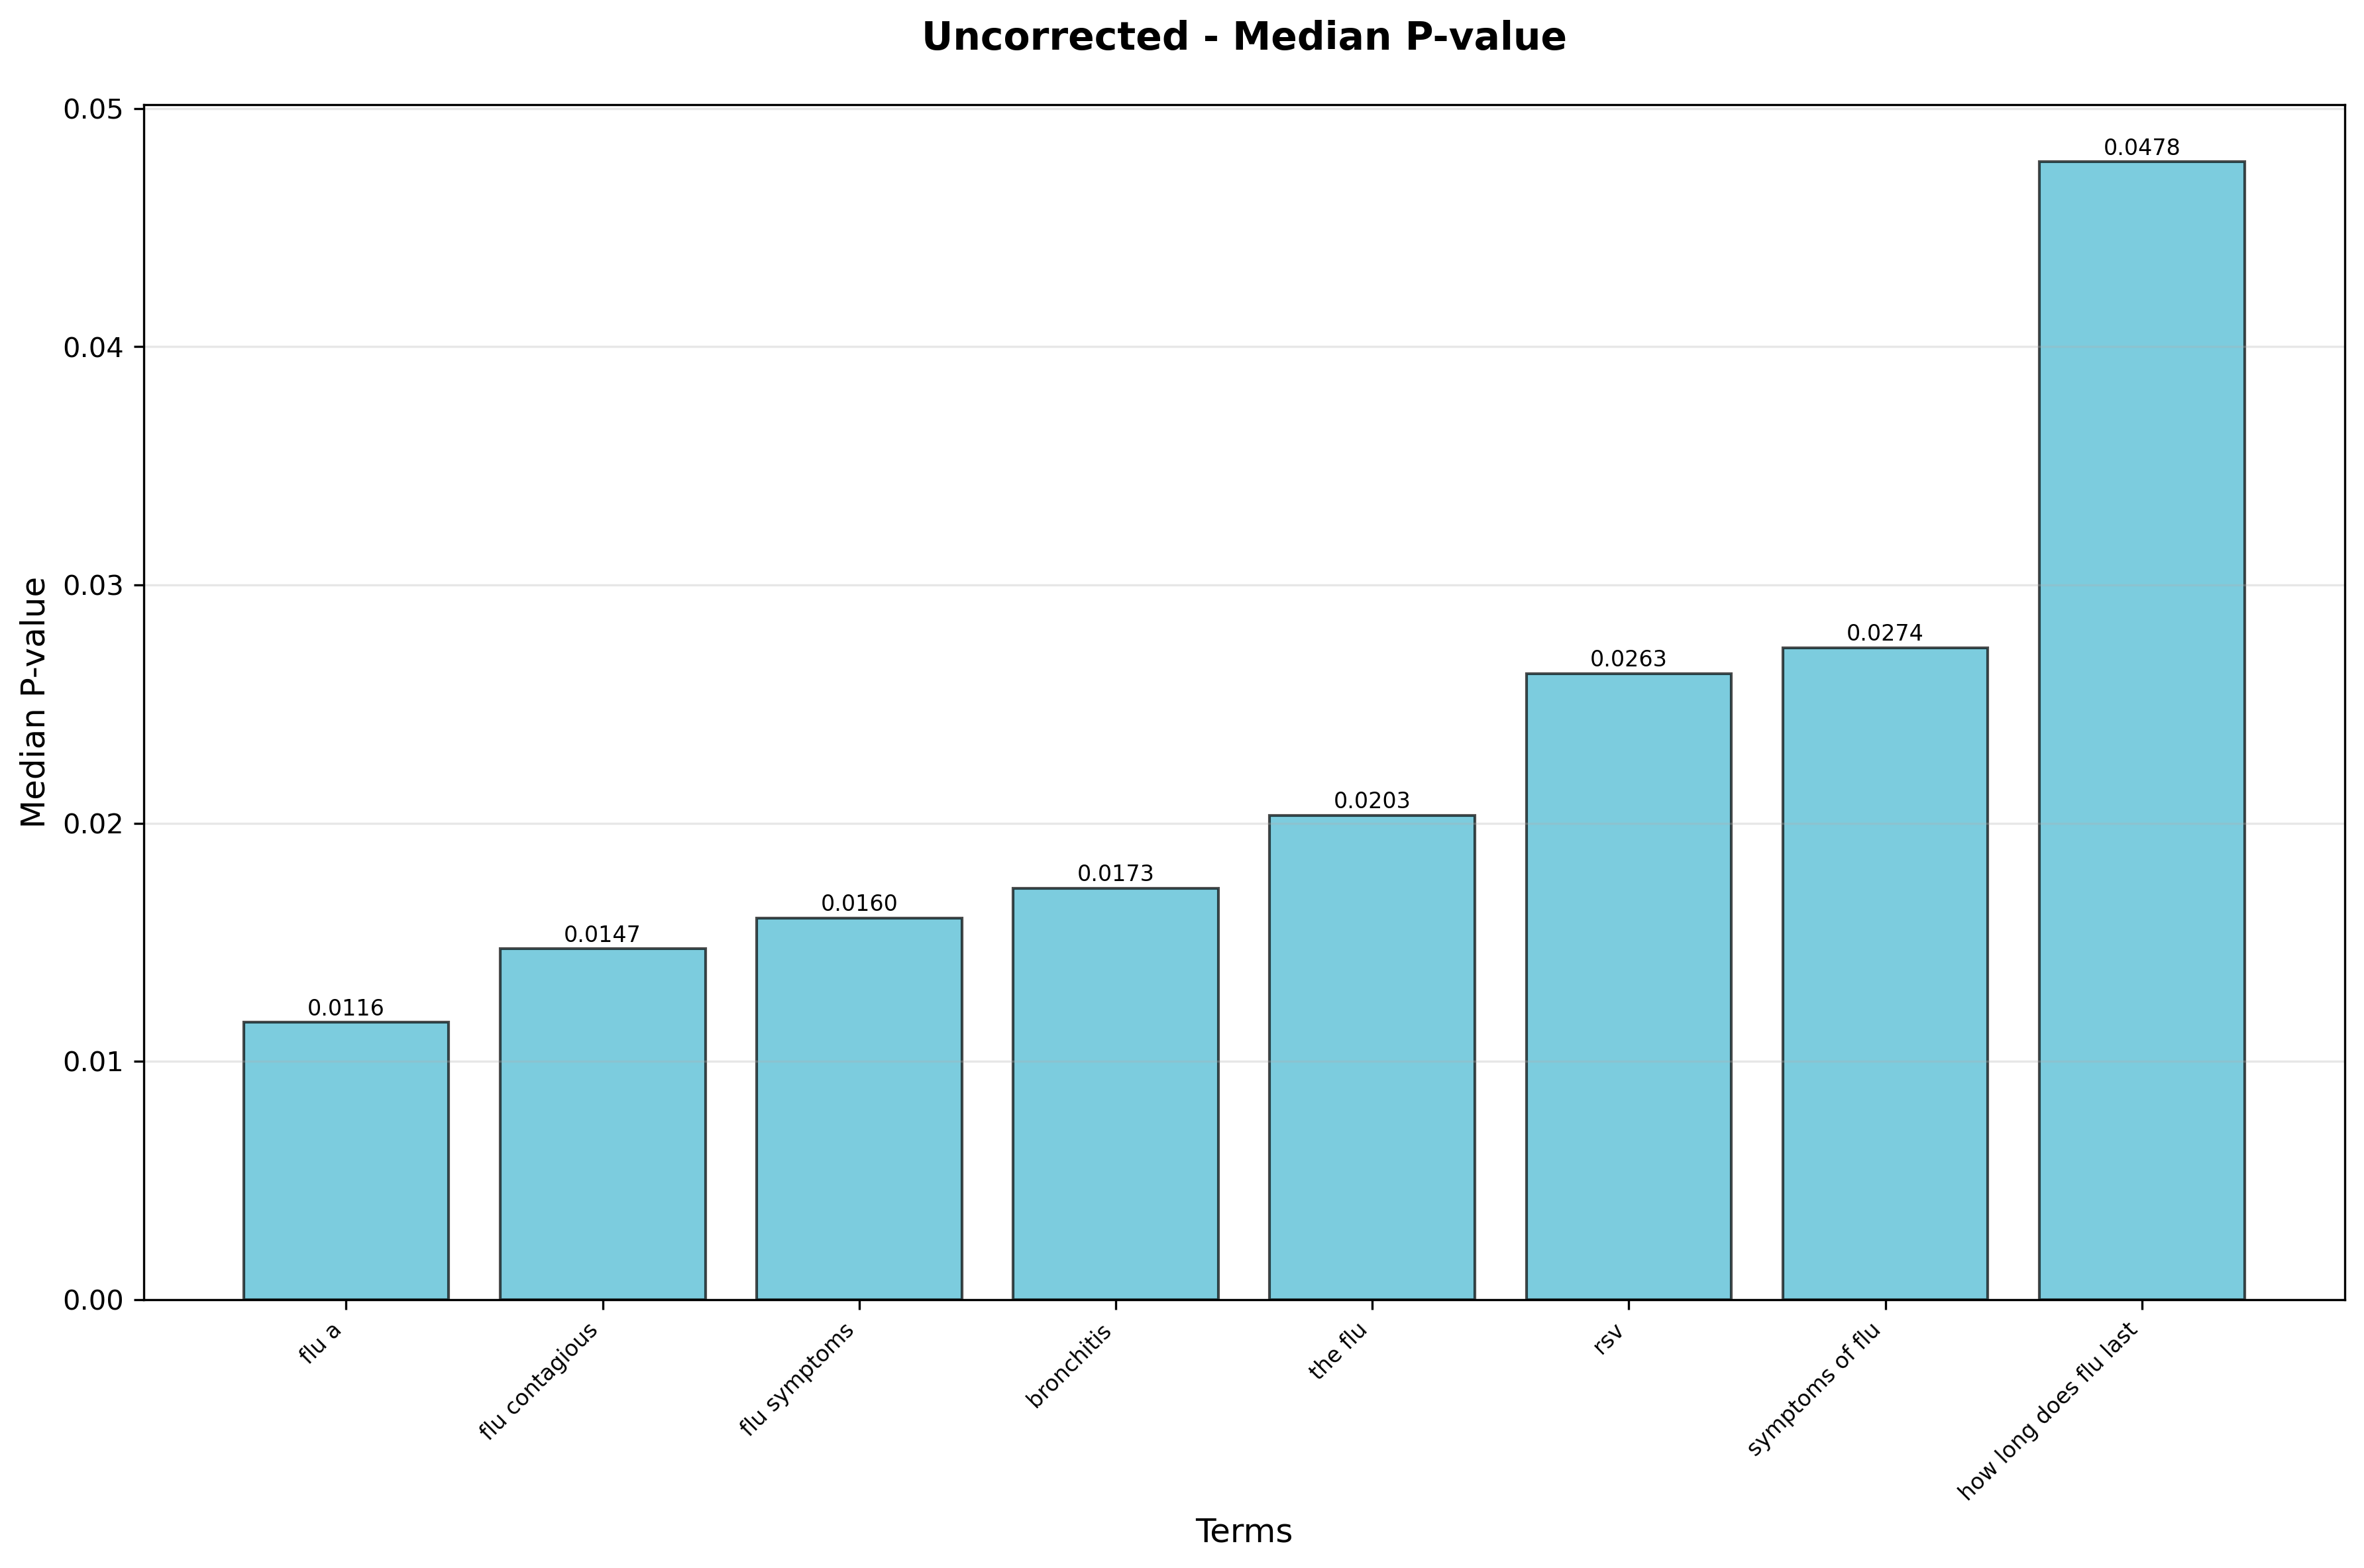 Uncorrected - Median P-value
Median P-value
0.05
0.04
0.03
0.02
0.01
0.00
0.0116
0.0147
0.0160
0.0173
0.0203
0.0263
0.0274
0.0478
flu a
flu contagious
flu symptoms
bronchitis
the flu
rsv
symptoms of flu
how long does flu last
Terms